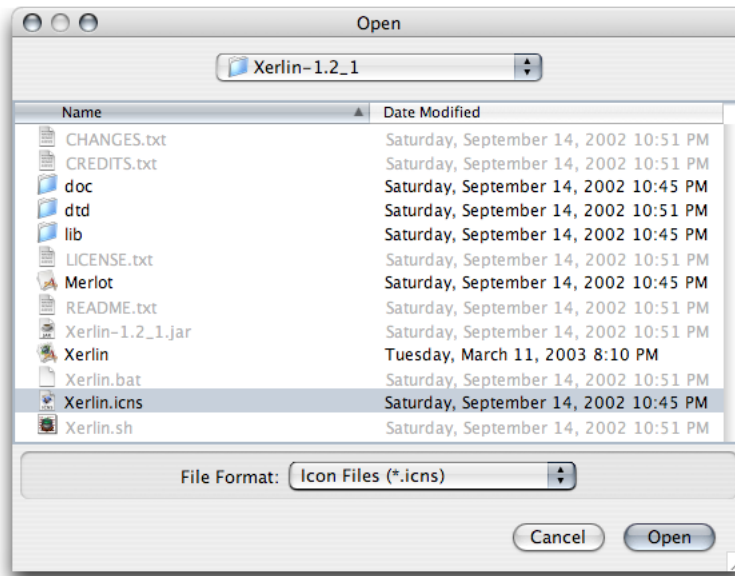 Open
Xerlin-1.2_1
Name Date Modified
CHANGES.txt Saturday, September 14, 2002 10:51 PM
CREDITS.txt Saturday, September 14, 2002 10:51 PM
doc Saturday, September 14, 2002 10:45 PM
dtd Saturday, September 14, 2002 10:51 PM
lib Saturday, September 14, 2002 10:45 PM
LICENSE.txt Saturday, September 14, 2002 10:51 PM
Merlot Saturday, September 14, 2002 10:45 PM
README.txt Saturday, September 14, 2002 10:51 PM
Xerlin-1.2_1.jar Saturday, September 14, 2002 10:51 PM
Xerlin Tuesday, March 11, 2003 8:10 PM
Xerlin.bat Saturday, September 14, 2002 10:51 PM
Xerlin.icns Saturday, September 14, 2002 10:45 PM
Xerlin.sh Saturday, September 14, 2002 10:51 PM
File Format: Icon Files (*.icns)
Cancel Open